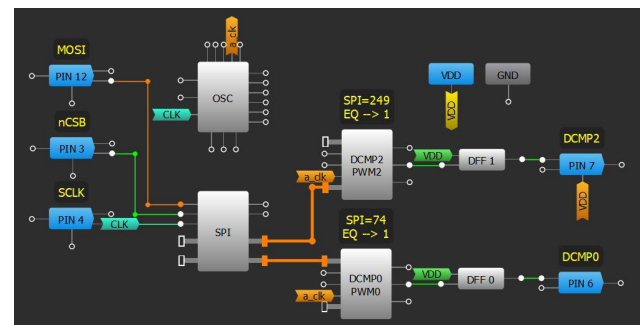 a_clk
MOSI
PIN 12
OSC
CLK
nCSB
PIN 3
SCLK
PIN 4
CLK
SPI
SPI=249
EQ --> 1
DCMP2
PWM2
a_clk
VDD
DFF 1
VDD
VDD
GND
DCMP2
PIN 7
VDD
SPI=74
EQ --> 1
DCMP0
PWM0
a_clk
VDD
DFF 0
DCMP0
PIN 6